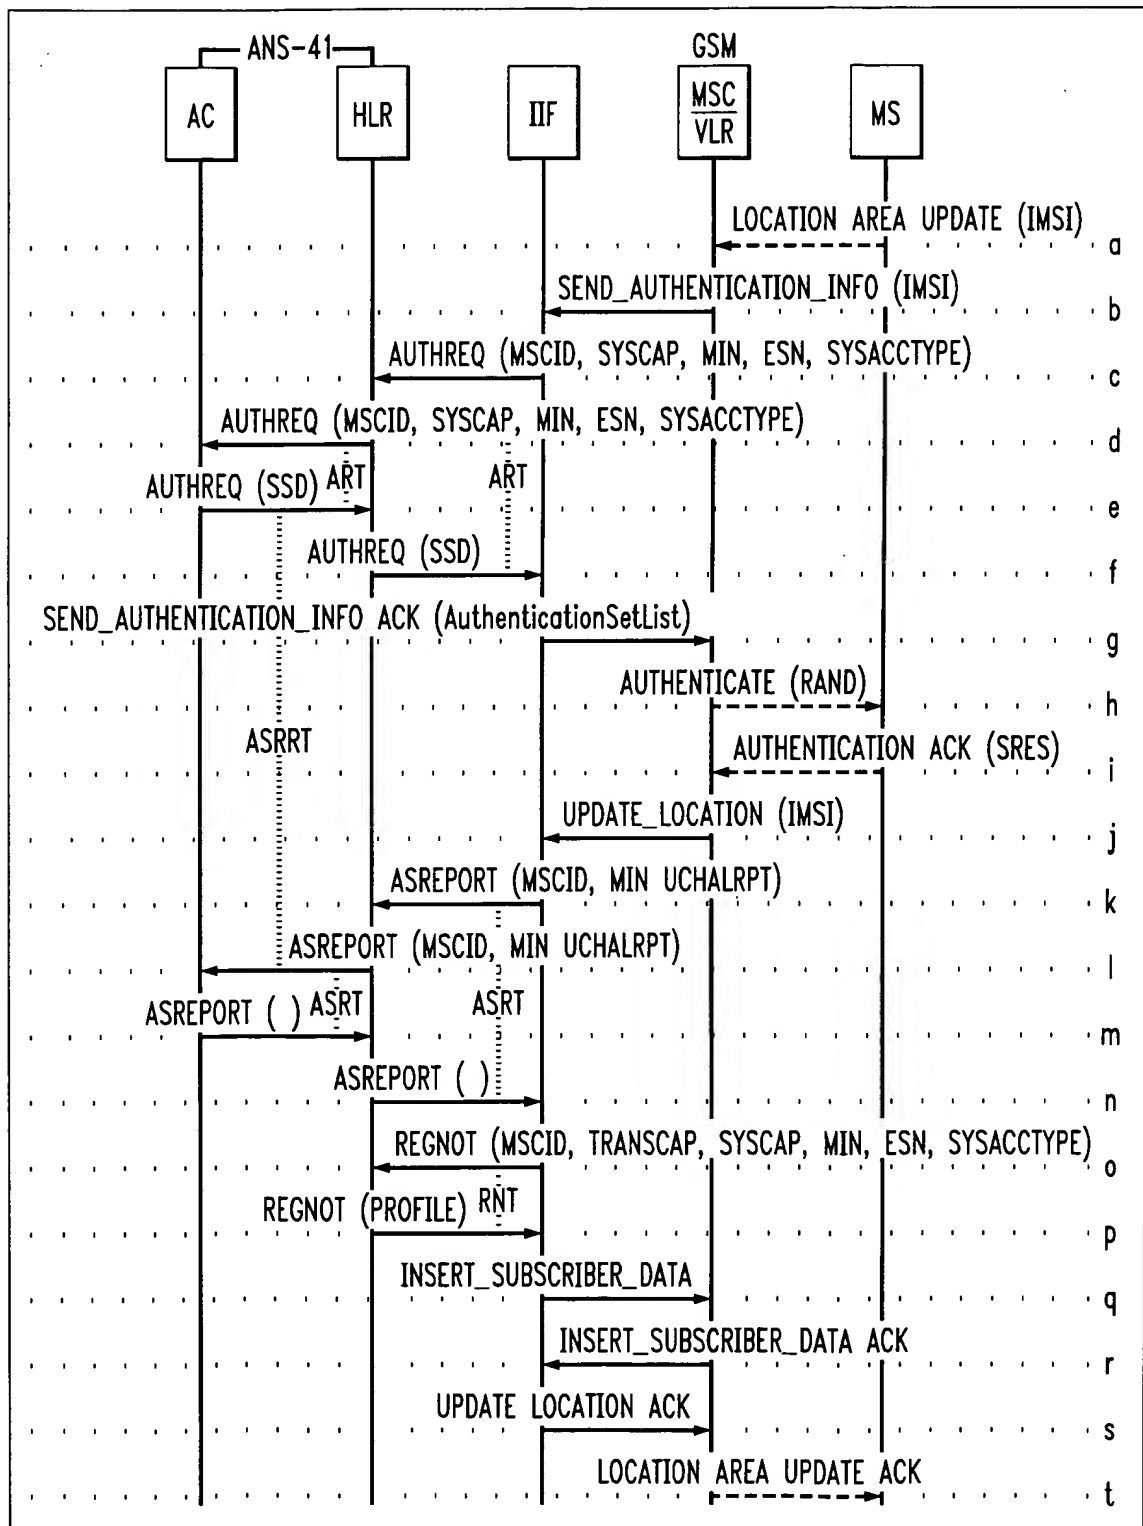 ANS-41
GSM
AC
HLR
IIF
MSC
VLR
MS
LOCATION AREA UPDATE (IMSI)
a
SEND_AUTHENTICATION_INFO (IMSI)
b
AUTHREQ (MSCID, SYSCAP, MIN, ESN, SYSACCTYPE)
c
AUTHREQ (MSCID, SYSCAP, MIN, ESN, SYSACCTYPE)
d
ART
ART
AUTHREQ (SSD)
e
AUTHREQ (SSD)
f
SEND_AUTHENTICATION_INFO ACK (AuthenticationSetList)
g
AUTHENTICATE (RAND)
h
ASRRT
AUTHENTICATION ACK (SRES)
i
UPDATE_LOCATION (IMSI)
j
ASREPORT (MSCID, MIN UCHALRPT)
k
ASREPORT (MSCID, MIN UCHALRPT)
l
ASREPORT ( )
ASRT
ASRT
m
ASREPORT ( )
n
REGNOT (MSCID, TRANSCAP, SYSCAP, MIN, ESN, SYSACCTYPE)
o
REGNOT (PROFILE)
RNT
p
INSERT_SUBSCRIBER_DATA
q
INSERT_SUBSCRIBER_DATA ACK
r
UPDATE LOCATION ACK
s
LOCATION AREA UPDATE ACK
t